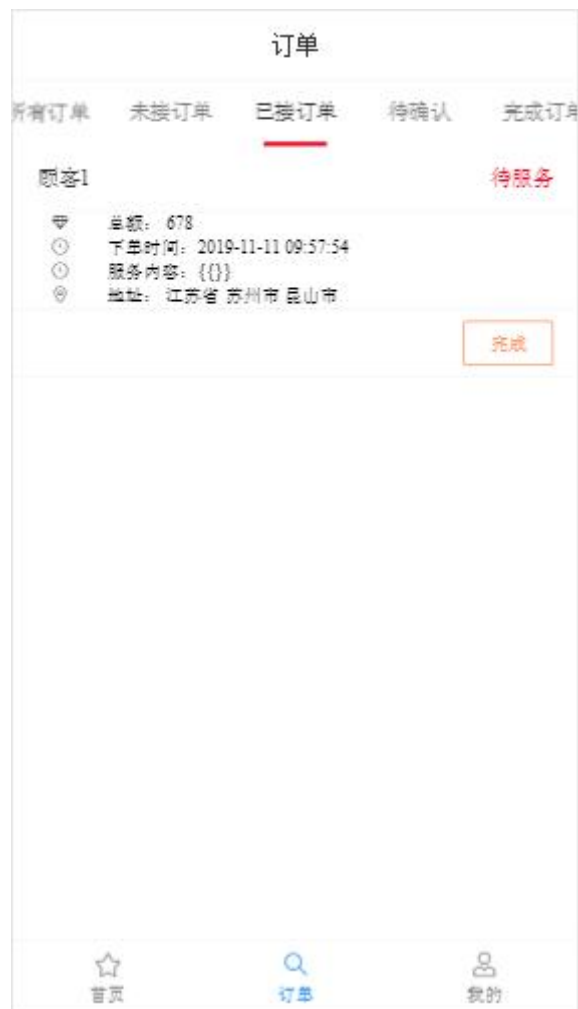 订单
所有订单 未接订单 已接订单 待确认 完成订单
顾客1 待服务
总额: 678
下单时间: 2019-11-11 09:57:54
服务内容: {{}}
地址: 江苏省 苏州市 昆山市
完成
首页 订单 我的